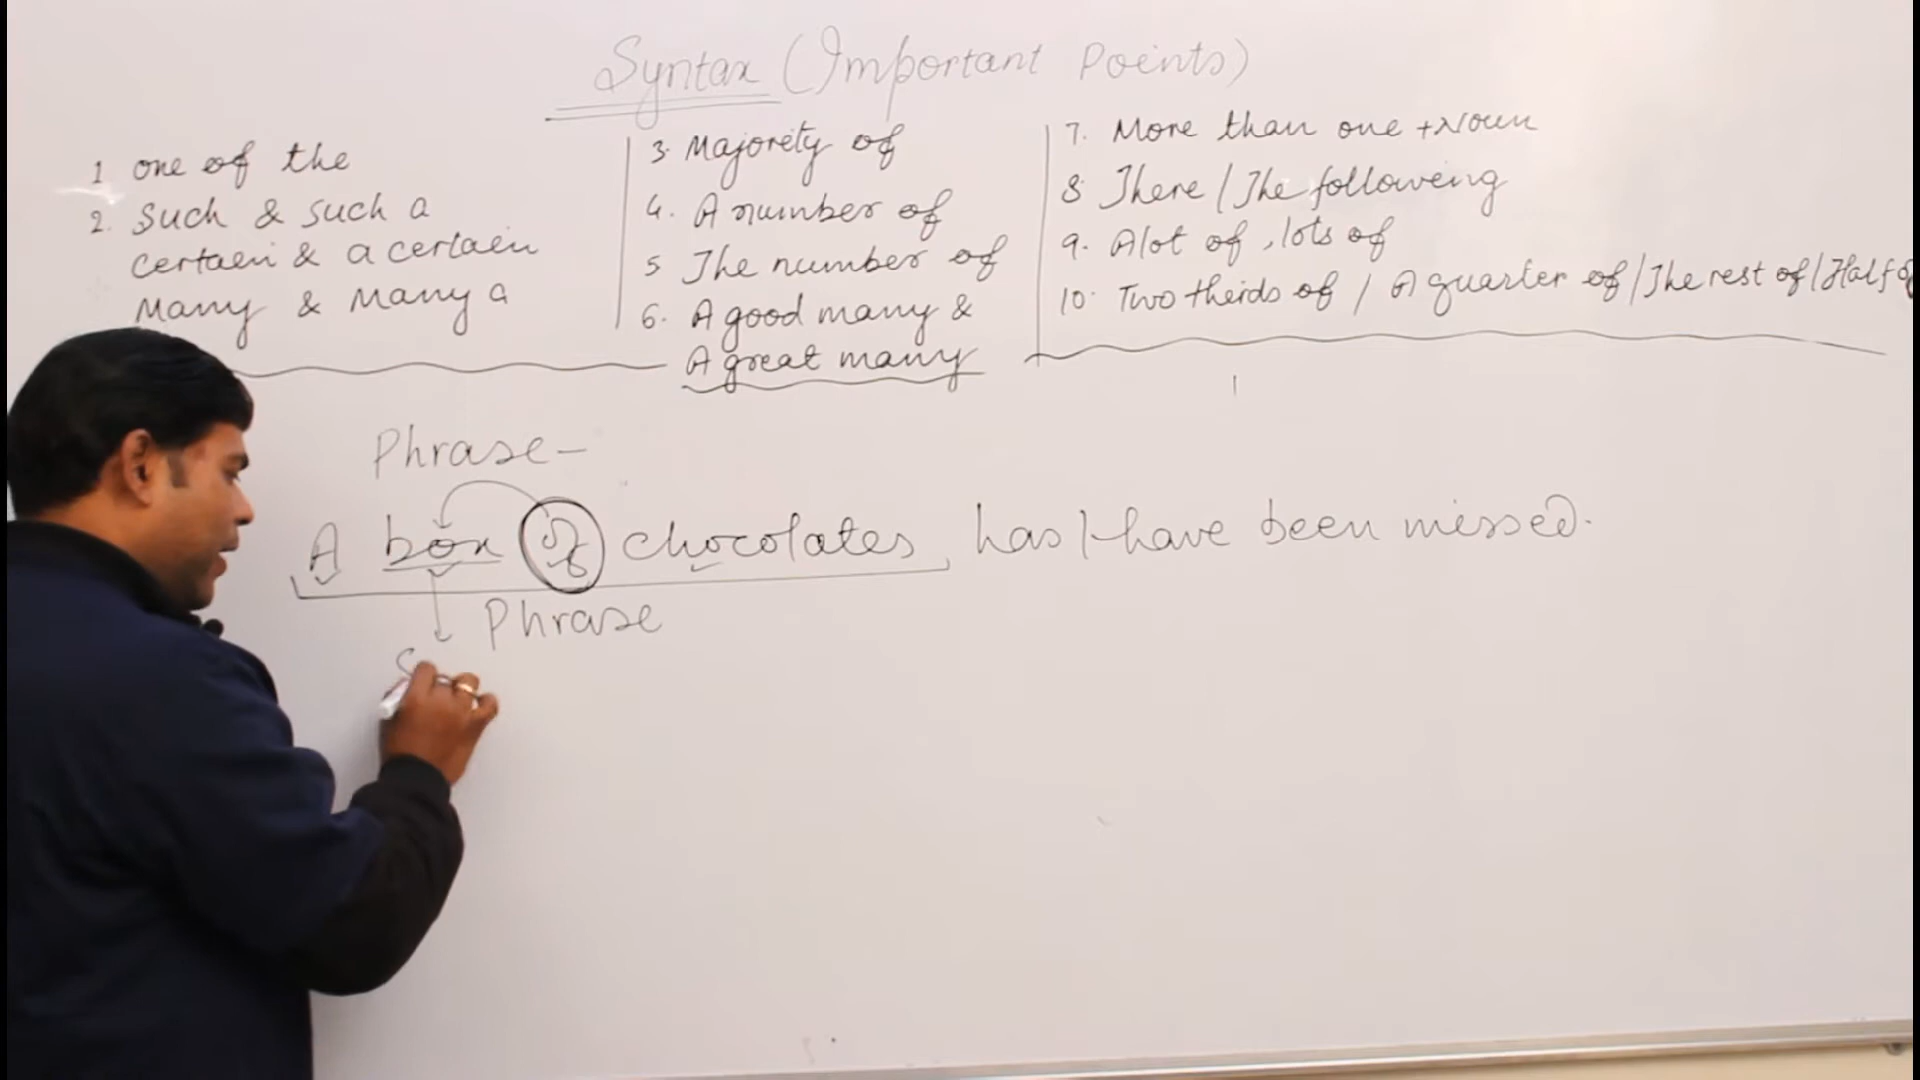 Syntax (Important Points)
1 one of the
2. Such & such a
certain & a certain
Many & Many a
3. Majority of
4. A number of
5 The number of
6. A good many &
A great many
7. More than one + Noun
8 There / The following
9. A lot of, lots of
10. Two thirds of / A quarter of / The rest of / Half of
Phrase -
A box of chocolates has / have been missed.
Phrase
S